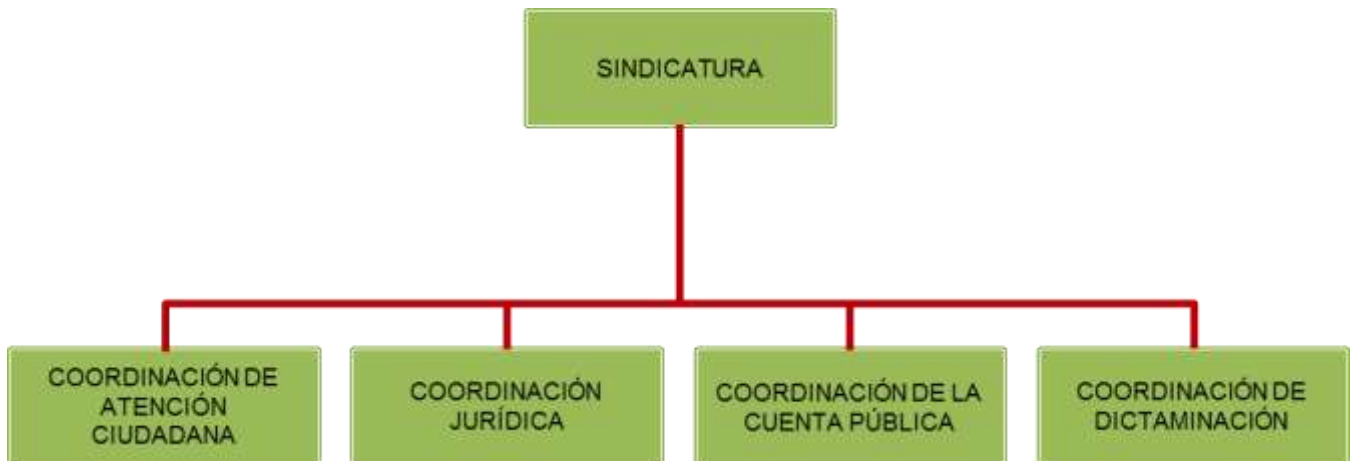 SINDICATURA
COORDINACIÓN DE
ATENCIÓN
CIUDADANA
COORDINACIÓN
JURÍDICA
COORDINACIÓN DE LA
CUENTA PÚBLICA
COORDINACIÓN DE
DICTAMINACIÓN